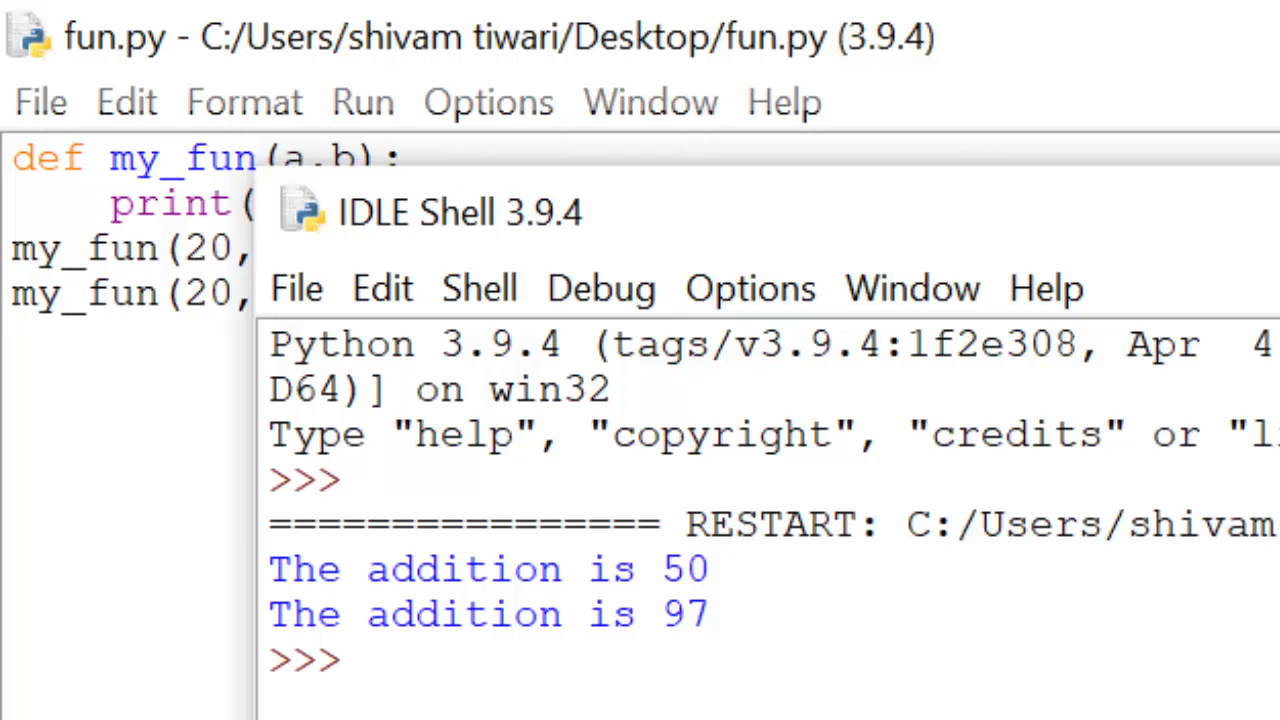 fun.py - C:/Users/shivam tiwari/Desktop/fun.py (3.9.4)
File Edit Format Run Options Window Help
def my_fun(a,b):
print(
my_fun(20,
my_fun(20,
IDLE Shell 3.9.4
File Edit Shell Debug Options Window Help
Python 3.9.4 (tags/v3.9.4:1f2e308, Apr 4
D64)] on win32
Type "help", "copyright", "credits" or "li
>>>
================ RESTART: C:/Users/shivam
The addition is 50
The addition is 97
>>>